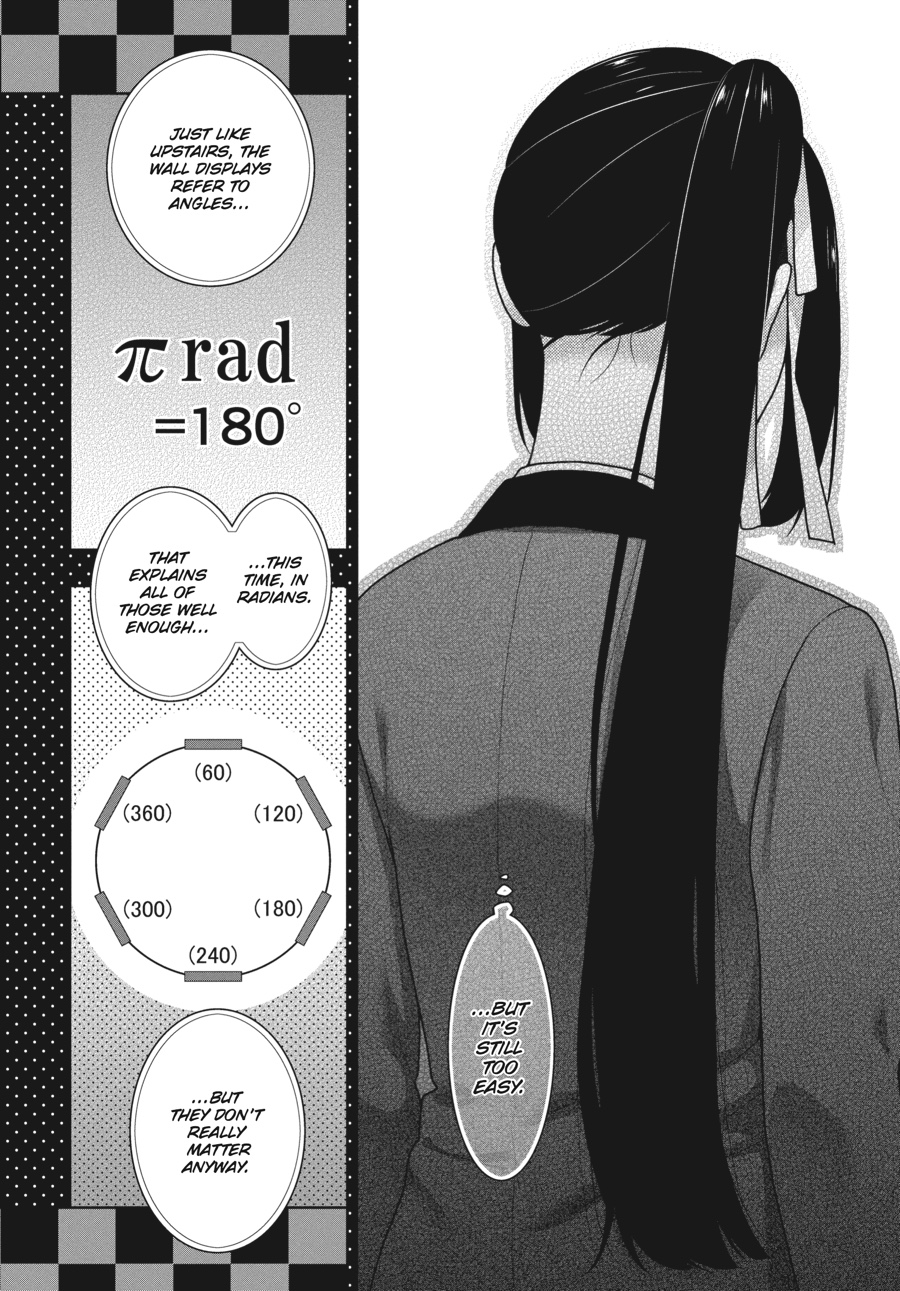 JUST LIKE
UPSTAIRS, THE
WALL DISPLAYS
REFER TO
ANGLES...
π rad
=180°
...THIS
TIME, IN
RADIANS.
THAT
EXPLAINS
ALL OF
THOSE WELL
ENOUGH...
(60)
(360)
(120)
(300)
(180)
(240)
...BUT
THEY DON'T
REALLY
MATTER
ANYWAY.
...BUT
IT'S
STILL
TOO
EASY.